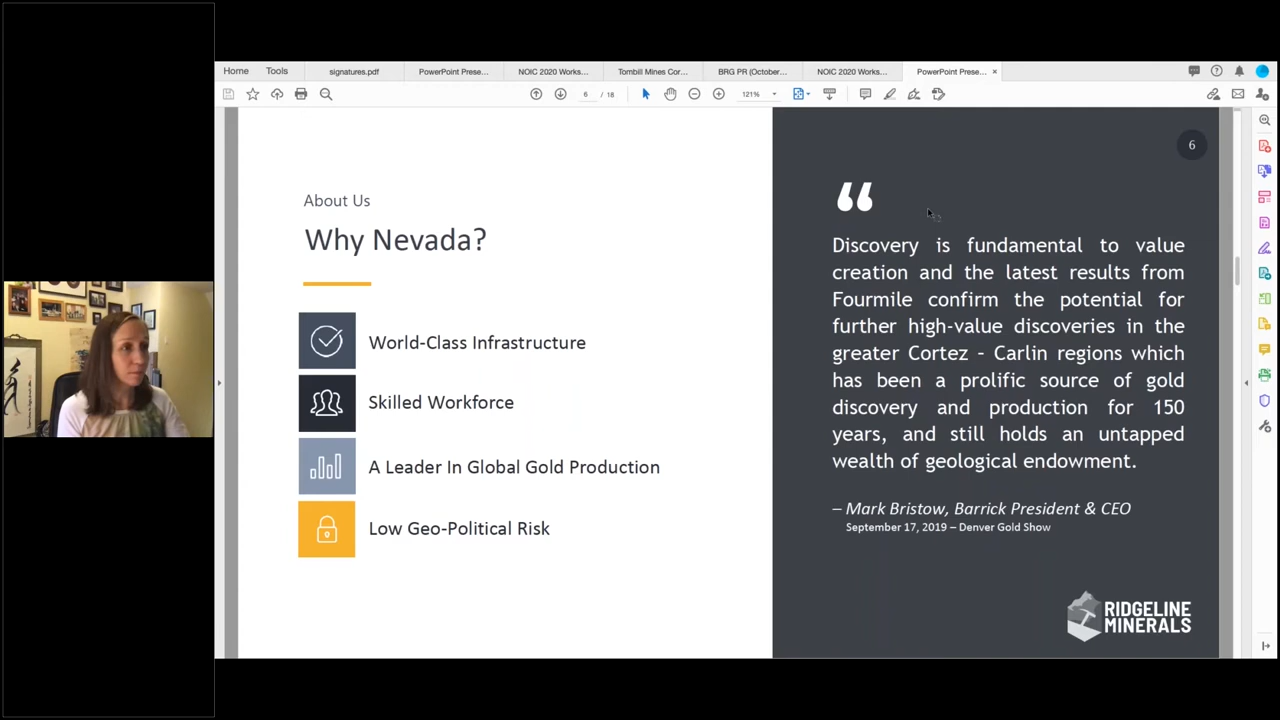 Home
Tools
signatures.pdf
PowerPoint Prese...
NOIC 2020 Works...
Tombill Mines Cor...
BRG PR (October...
NOIC 2020 Works...
PowerPoint Prese... ×
6 / 18
121%
About Us
Why Nevada?
World-Class Infrastructure
Skilled Workforce
A Leader In Global Gold Production
Low Geo-Political Risk
6
“
Discovery is fundamental to value
creation and the latest results from
Fourmile confirm the potential for
further high-value discoveries in the
greater Cortez - Carlin regions which
has been a prolific source of gold
discovery and production for 150
years, and still holds an untapped
wealth of geological endowment.
– Mark Bristow, Barrick President & CEO
September 17, 2019 – Denver Gold Show
RIDGELINE
MINERALS